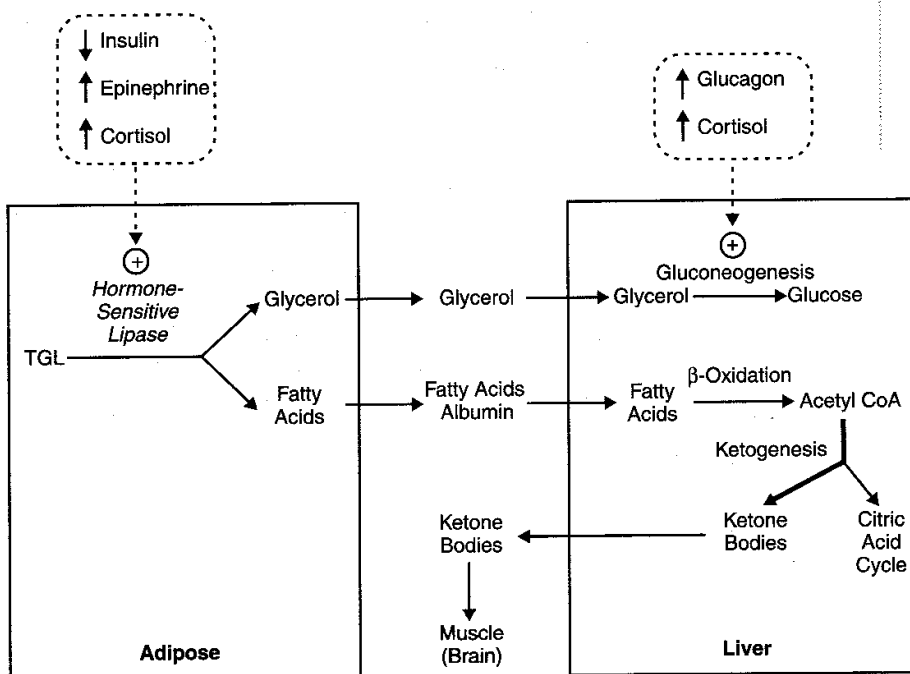 Insulin
Epinephrine
Cortisol
Glucagon
Cortisol
+
Hormone-
Sensitive
Lipase
TGL
Glycerol
Fatty
Acids
Glycerol
Fatty Acids
Albumin
+
Gluconeogenesis
Glycerol
Glucose
Fatty
Acids
β-Oxidation
Acetyl CoA
Ketogenesis
Ketone
Bodies
Citric
Acid
Cycle
Ketone
Bodies
Muscle
(Brain)
Adipose
Liver